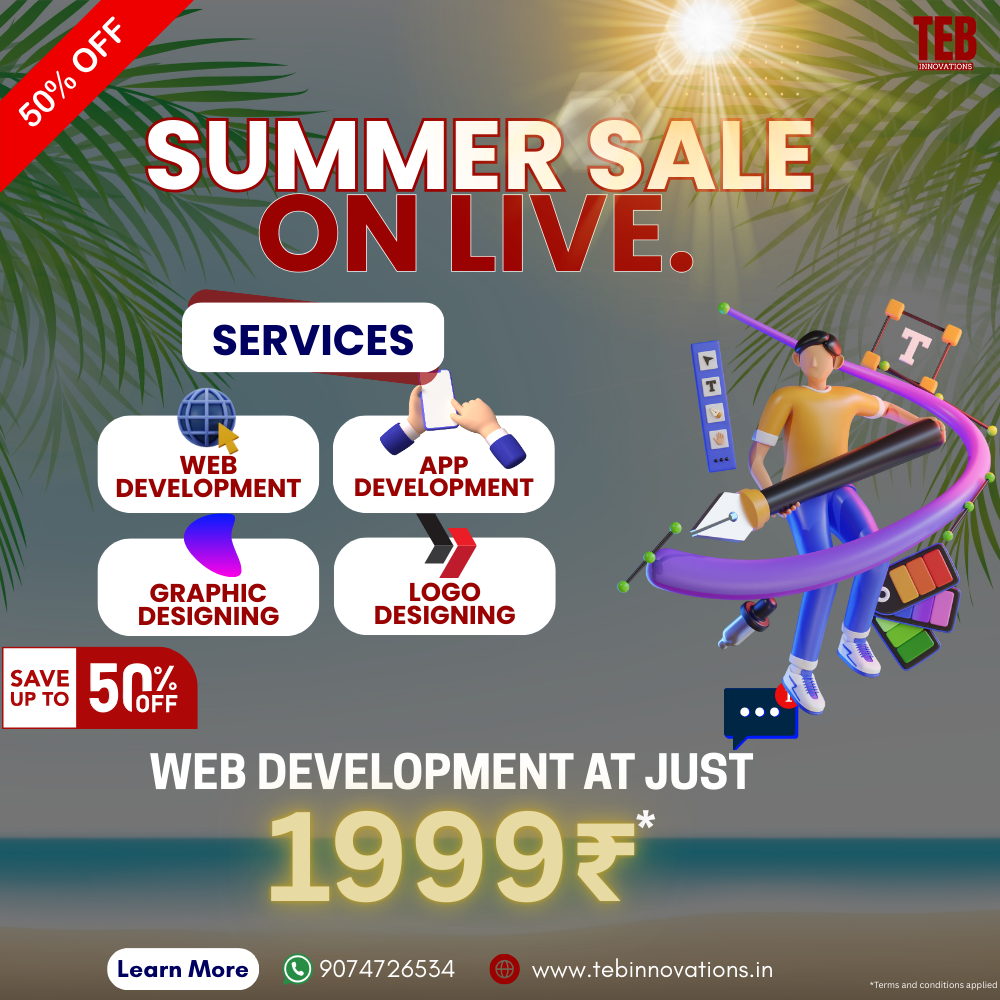 50% OFF
TEB
INNOVATIONS
SUMMER SALE
ON LIVE.
SERVICES
WEB
DEVELOPMENT
APP
DEVELOPMENT
GRAPHIC
DESIGNING
LOGO
DESIGNING
T
T
SAVE
UP TO
50%
OFF
1
WEB DEVELOPMENT AT JUST
1999₹*
Learn More
9074726534
www.tebinnovations.in
*Terms and conditions applied